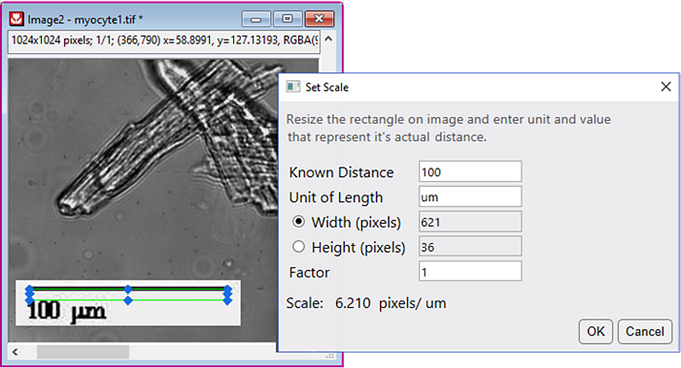 Image2 - myocyte1.tif *
1024x1024 pixels; 1/1; (366,790) x=58.8991, y=127.13193, RGBA(
100 µm
Set Scale
Resize the rectangle on image and enter unit and value
that represent it's actual distance.
Known Distance 100
Unit of Length um
Width (pixels) 621
Height (pixels) 36
Factor 1
Scale: 6.210 pixels/ um
OK Cancel